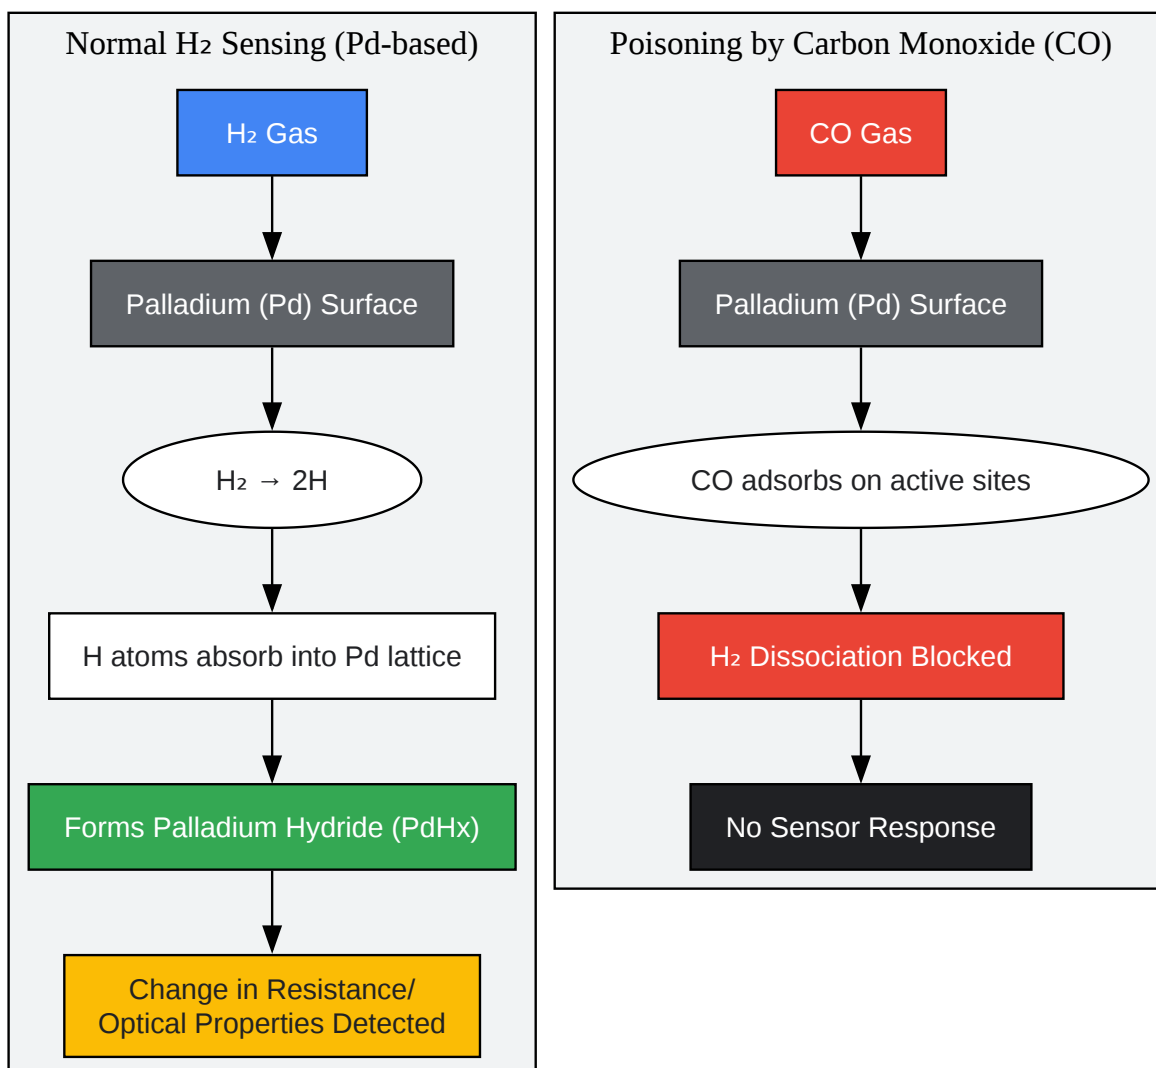 Normal H₂ Sensing (Pd-based)
H₂ Gas
Palladium (Pd) Surface
H₂ → 2H
H atoms absorb into Pd lattice
Forms Palladium Hydride (PdHx)
Change in Resistance/
Optical Properties Detected
Poisoning by Carbon Monoxide (CO)
CO Gas
Palladium (Pd) Surface
CO adsorbs on active sites
H₂ Dissociation Blocked
No Sensor Response